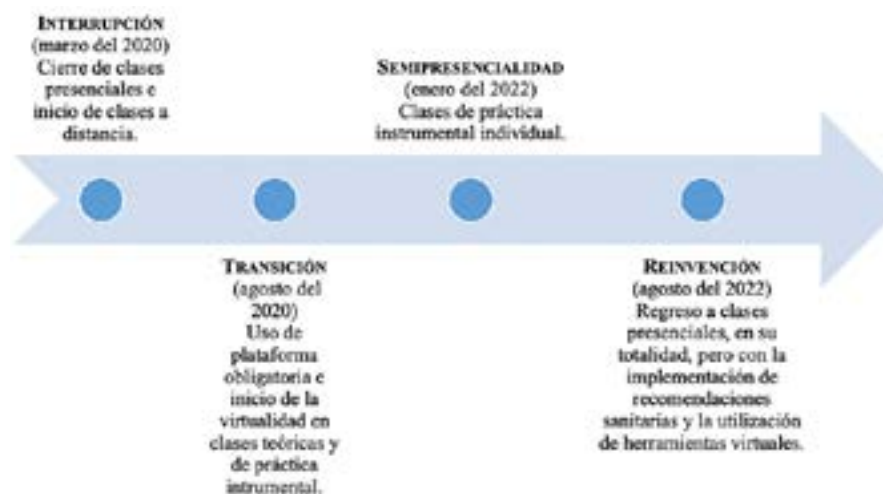 INTERRUPCIÓN
(marzo del 2020)
Cierre de clases
presenciales e
inicio de clases a
distancia.
TRANSICIÓN
(agosto del
2020)
Uso de
plataforma
obligatoria e
inicio de la
virtualidad en
clases teóricas y
de práctica
intrumental.
SEMIPRESENCIALIDAD
(enero del 2022)
Clases de práctica
instrumental individual.
REINVENCIÓN
(agosto del 2022)
Regreso a clases
presenciales, en su
totalidad, pero con la
implementación de
recomendaciones
sanitarias y la utilización
de herramientas virtuales.